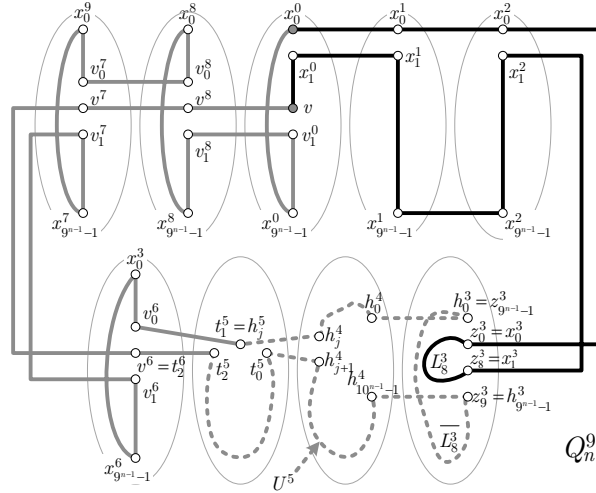 x_0^9 x_0^8 x_0^0 x_0^1 x_0^2
v_0^7 v_0^8 x_1^0 x_1^1 x_1^2
v^7 v^8 v
v_1^7 v_1^8 v_1^0
x_{9^{n-1}-1}^7 x_{9^{n-1}-1}^8 x_{9^{n-1}-1}^0 x_{9^{n-1}-1}^1 x_{9^{n-1}-1}^2
x_0^3
v_0^6 t_1^5=h_j^5 h_j^4 h_0^4 h_0^3=z_{9^{n-1}-1}^3
z_0^3=x_0^3
v^6=t_2^6 t_2^5 t_0^5 h_{j+1}^4 L_8^3 z_8^3=x_1^3
v_1^6 h_{10^{n-1}-1}^4 z_9^3=h_{9^{n-1}-1}^3
\overline{L_8^3}
x_{9^{n-1}-1}^6 U^5 Q_n^9